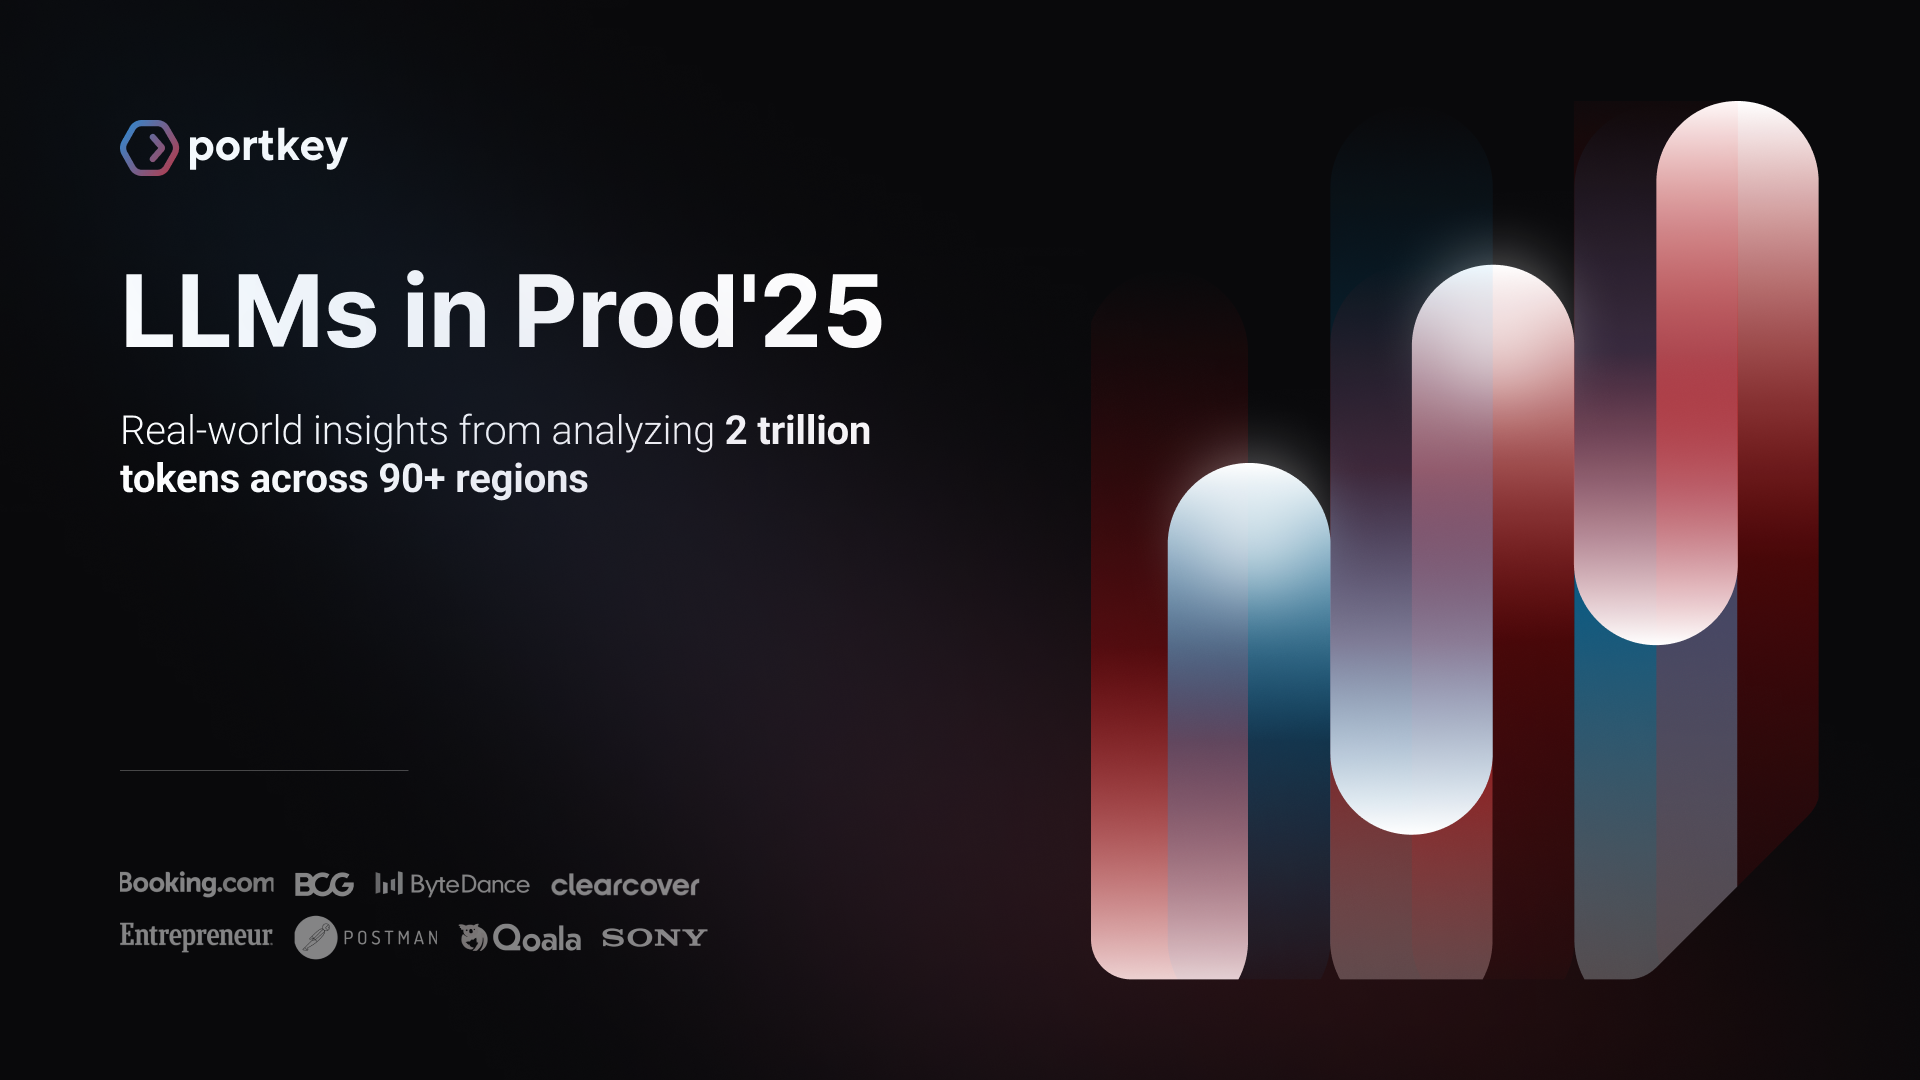 portkey
LLMs in Prod'25
Real-world insights from analyzing 2 trillion
tokens across 90+ regions
Booking.com BCG ByteDance clearcover
Entrepreneur POSTMAN Qoala SONY